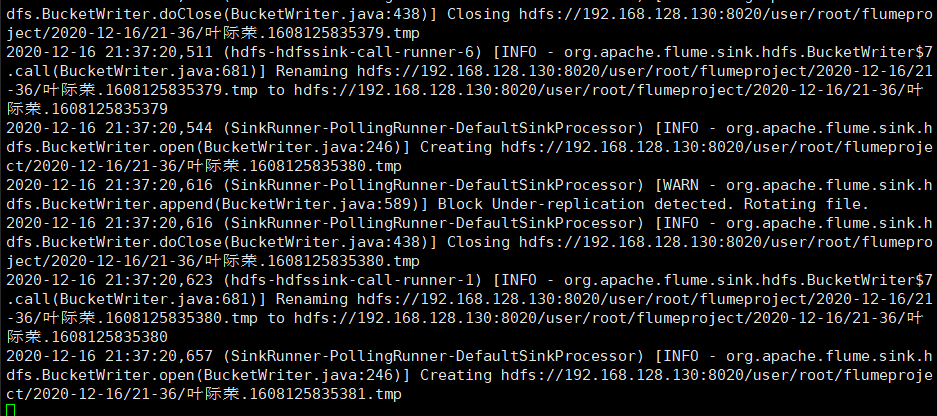 dfs.BucketWriter.doClose(BucketWriter.java:438)] Closing hdfs://192.168.128.130:8020/user/root/flumepro
ject/2020-12-16/21-36/叶际荣.1608125835379.tmp
2020-12-16 21:37:20,511 (hdfs-hdfssink-call-runner-6) [INFO - org.apache.flume.sink.hdfs.BucketWriter$7
.call(BucketWriter.java:681)] Renaming hdfs://192.168.128.130:8020/user/root/flumeproject/2020-12-16/21
-36/叶际荣.1608125835379.tmp to hdfs://192.168.128.130:8020/user/root/flumeproject/2020-12-16/21-36/叶
际荣.1608125835379
2020-12-16 21:37:20,544 (SinkRunner-PollingRunner-DefaultSinkProcessor) [INFO - org.apache.flume.sink.h
dfs.BucketWriter.open(BucketWriter.java:246)] Creating hdfs://192.168.128.130:8020/user/root/flumeproje
ct/2020-12-16/21-36/叶际荣.1608125835380.tmp
2020-12-16 21:37:20,616 (SinkRunner-PollingRunner-DefaultSinkProcessor) [WARN - org.apache.flume.sink.h
dfs.BucketWriter.append(BucketWriter.java:589)] Block Under-replication detected. Rotating file.
2020-12-16 21:37:20,616 (SinkRunner-PollingRunner-DefaultSinkProcessor) [INFO - org.apache.flume.sink.h
dfs.BucketWriter.doClose(BucketWriter.java:438)] Closing hdfs://192.168.128.130:8020/user/root/flumepro
ject/2020-12-16/21-36/叶际荣.1608125835380.tmp
2020-12-16 21:37:20,623 (hdfs-hdfssink-call-runner-1) [INFO - org.apache.flume.sink.hdfs.BucketWriter$7
.call(BucketWriter.java:681)] Renaming hdfs://192.168.128.130:8020/user/root/flumeproject/2020-12-16/21
-36/叶际荣.1608125835380.tmp to hdfs://192.168.128.130:8020/user/root/flumeproject/2020-12-16/21-36/叶
际荣.1608125835380
2020-12-16 21:37:20,657 (SinkRunner-PollingRunner-DefaultSinkProcessor) [INFO - org.apache.flume.sink.h
dfs.BucketWriter.open(BucketWriter.java:246)] Creating hdfs://192.168.128.130:8020/user/root/flumeproje
ct/2020-12-16/21-36/叶际荣.1608125835381.tmp